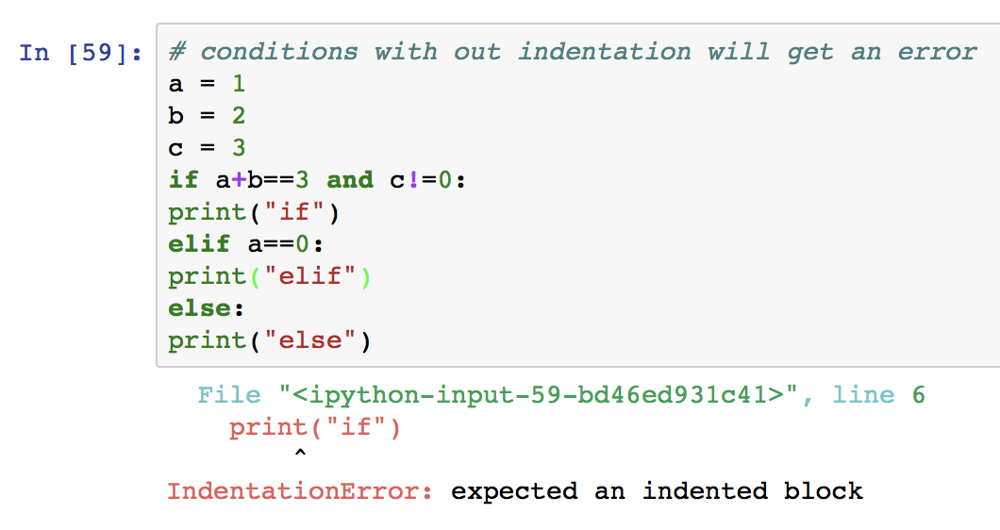 In [59]: # conditions with out indentation will get an error
a = 1
b = 2
c = 3
if a+b==3 and c!=0:
print("if")
elif a==0:
print("elif")
else:
print("else")
File "<ipython-input-59-bd46ed931c41>", line 6
print("if")
^
IndentationError: expected an indented block